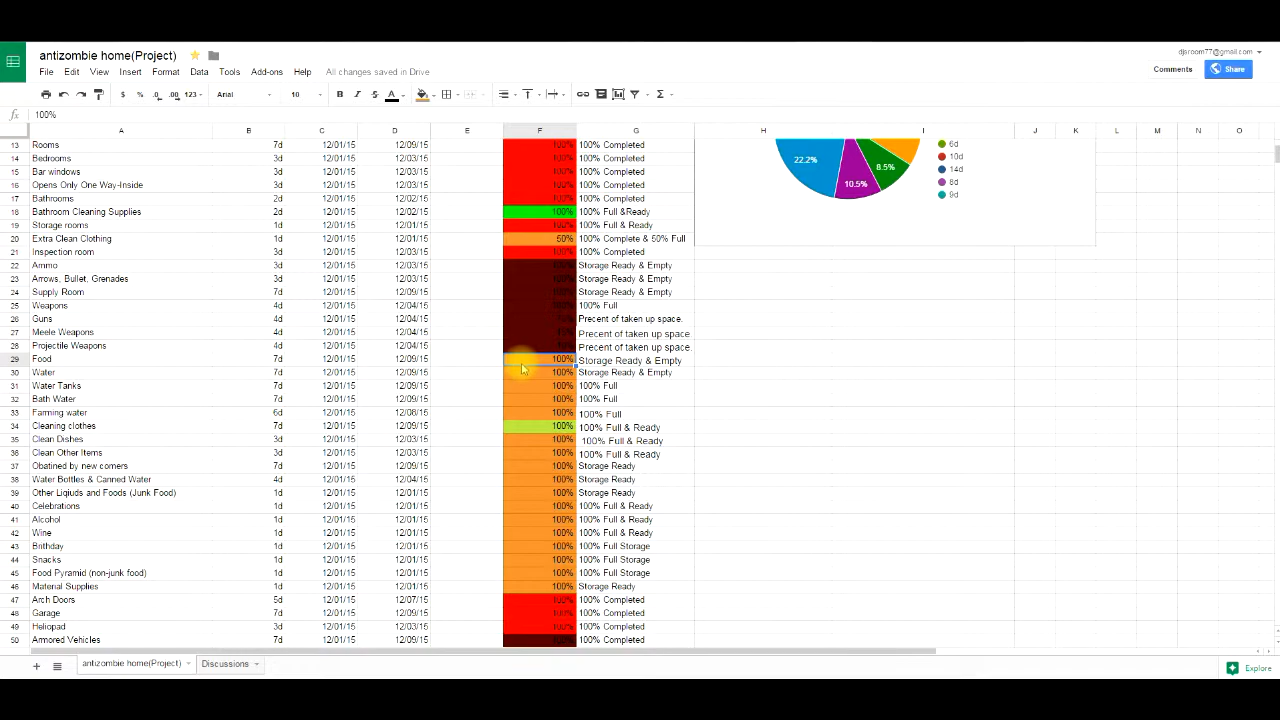 antizombie home(Project)
djsroom77@gmail.com
File Edit View Insert Format Data Tools Add-ons Help All changes saved in Drive
Comments Share
$ % .0 .00 123 Arial 10 B I S A Σ
fx 100%
A B C D E F G H I J K L M N O
13 Rooms 7d 12/01/15 12/09/15 100% 100% Completed
14 Bedrooms 3d 12/01/15 12/03/15 100% 100% Completed
15 Bar windows 3d 12/01/15 12/03/15 100% 100% Completed
16 Opens Only One Way-Inside 3d 12/01/15 12/03/15 100% 100% Completed
17 Bathrooms 2d 12/01/15 12/02/15 100% 100% Completed
18 Bathroom Cleaning Supplies 2d 12/01/15 12/02/15 100% 100% Full &Ready
19 Storage rooms 1d 12/01/15 12/03/15 100% 100% Full & Ready
20 Extra Clean Clothing 1d 12/01/15 12/03/15 50% 100% Complete & 50% Full
21 Inspection room 3d 12/01/15 12/03/15 100% 100% Completed
22 Ammo 3d 12/01/15 12/03/15 Storage Ready & Empty
23 Arrows, Bullet, Grenades 3d 12/01/15 12/03/15 Storage Ready & Empty
24 Supply Room 3d 12/01/15 12/03/15 Storage Ready & Empty
25 Weapons 4d 12/01/15 12/04/15 100% Full
26 Guns 4d 12/01/15 12/04/15 Precent of taken up space.
27 Meele Weapons 4d 12/01/15 12/04/15 Precent of taken up space.
28 Projectile Weapons 4d 12/01/15 12/04/15 Precent of taken up space.
29 Food 7d 12/01/15 12/09/15 100% Storage Ready & Empty
30 Water 7d 12/01/15 12/09/15 100% Storage Ready & Empty
31 Water Tanks 7d 12/01/15 12/09/15 100% 100% Full
32 Bath Water 7d 12/01/15 12/09/15 100% 100% Full
33 Farming water 6d 12/01/15 12/08/15 100% 100% Full
34 Cleaning clothes 7d 12/01/15 12/09/15 100% 100% Full & Ready
35 Clean Dishes 3d 12/01/15 12/03/15 100% 100% Full & Ready
36 Clean Other Items 3d 12/01/15 12/03/15 100% 100% Full & Ready
37 Obatined by new comers 7d 12/01/15 12/09/15 100% Storage Ready
38 Water Bottles & Canned Water 4d 12/01/15 12/04/15 100% Storage Ready
39 Other Liqiuds and Foods (Junk Food) 1d 12/01/15 12/01/15 100% Storage Ready
40 Celebrations 1d 12/01/15 12/01/15 100% 100% Full & Ready
41 Alcohol 1d 12/01/15 12/01/15 100% 100% Full & Ready
42 Wine 1d 12/01/15 12/01/15 100% 100% Full & Ready
43 Brithday 1d 12/01/15 12/01/15 100% 100% Full Storage
44 Snacks 1d 12/01/15 12/01/15 100% 100% Full Storage
45 Food Pyramid (non-junk food) 1d 12/01/15 12/01/15 100% 100% Full Storage
46 Material Supplies 1d 12/01/15 12/01/15 100% Storage Ready
47 Arch Doors 5d 12/01/15 12/07/15 100% 100% Completed
48 Garage 7d 12/01/15 12/09/15 100% 100% Completed
49 Heliopad 3d 12/01/15 12/03/15 100% 100% Completed
50 Armored Vehicles 7d 12/01/15 12/09/15 100% Completed
22.2% 10.5% 8.5%
6d
10d
14d
8d
9d
+ antizombie home(Project) Discussions
Explore